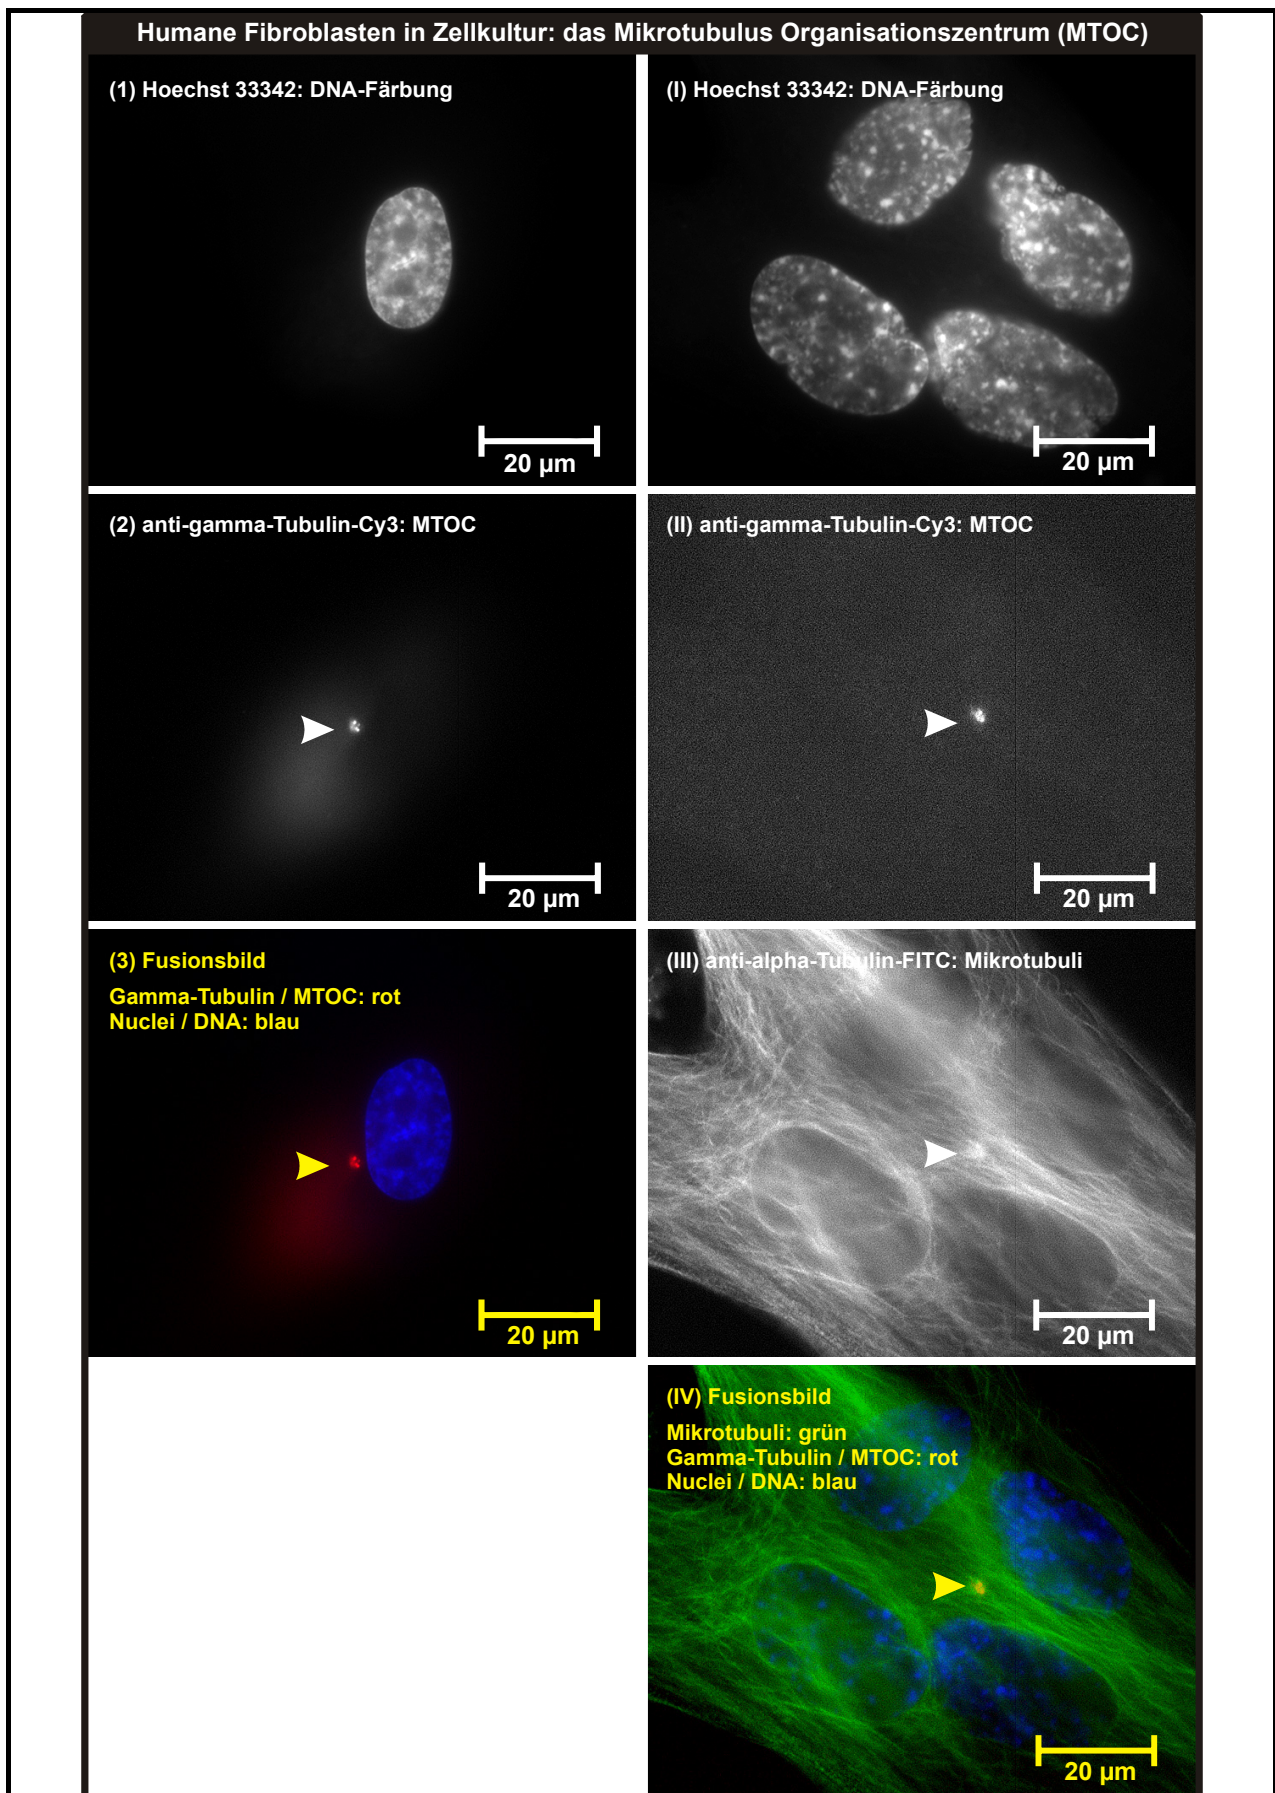 Humane Fibroblasten in Zellkultur: das Mikrotubulus Organisationszentrum (MTOC)
(1) Hoechst 33342: DNA-Färbung
20 µm
(I) Hoechst 33342: DNA-Färbung
20 µm
(2) anti-gamma-Tubulin-Cy3: MTOC
20 µm
(II) anti-gamma-Tubulin-Cy3: MTOC
20 µm
(3) Fusionsbild
Gamma-Tubulin / MTOC: rot
Nuclei / DNA: blau
20 µm
(III) anti-alpha-Tubulin-FITC: Mikrotubuli
20 µm
(IV) Fusionsbild
Mikrotubuli: grün
Gamma-Tubulin / MTOC: rot
Nuclei / DNA: blau
20 µm